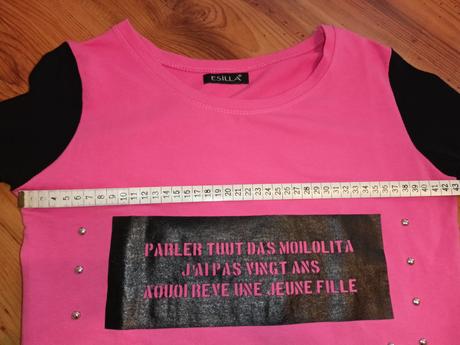 ESILLA
4 5 6 7 8 9 10 11 12 13 14 15 16 17 18 19 20 21 22 23 24 25 26 27 28 29 30 31 32 33 34 35 36 37 38 39 40 41 42 43
PARLER TOUT DAS MOILOLITA
J'AI PAS VINGT ANS
AQUOI REVE UNE JEUNE FILLE